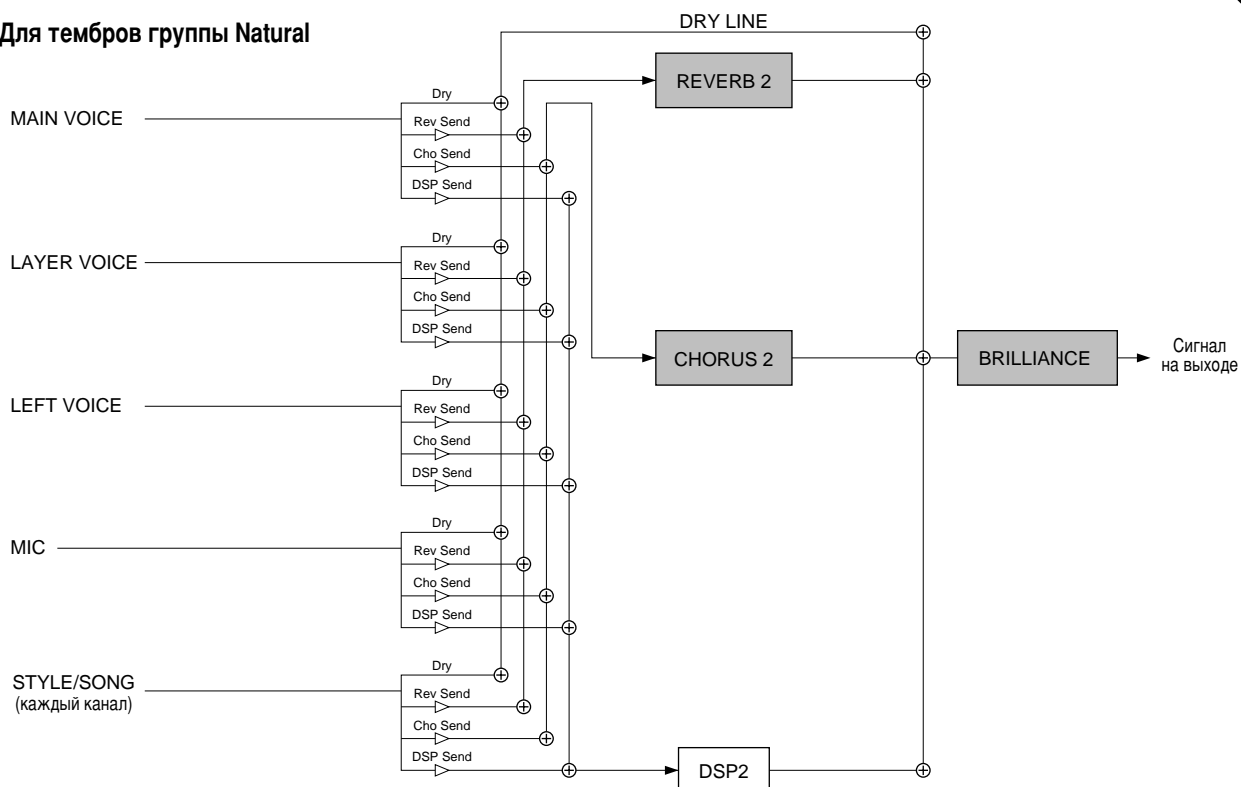 Для тембров группы Natural
DRY LINE
REVERB 2
MAIN VOICE
Dry
Rev Send
Cho Send
DSP Send
LAYER VOICE
Dry
Rev Send
Cho Send
DSP Send
CHORUS 2
BRILLIANCE
Сигнал
на выходе
LEFT VOICE
Dry
Rev Send
Cho Send
DSP Send
MIC
Dry
Rev Send
Cho Send
DSP Send
STYLE/SONG
(каждый канал)
Dry
Rev Send
Cho Send
DSP Send
DSP2